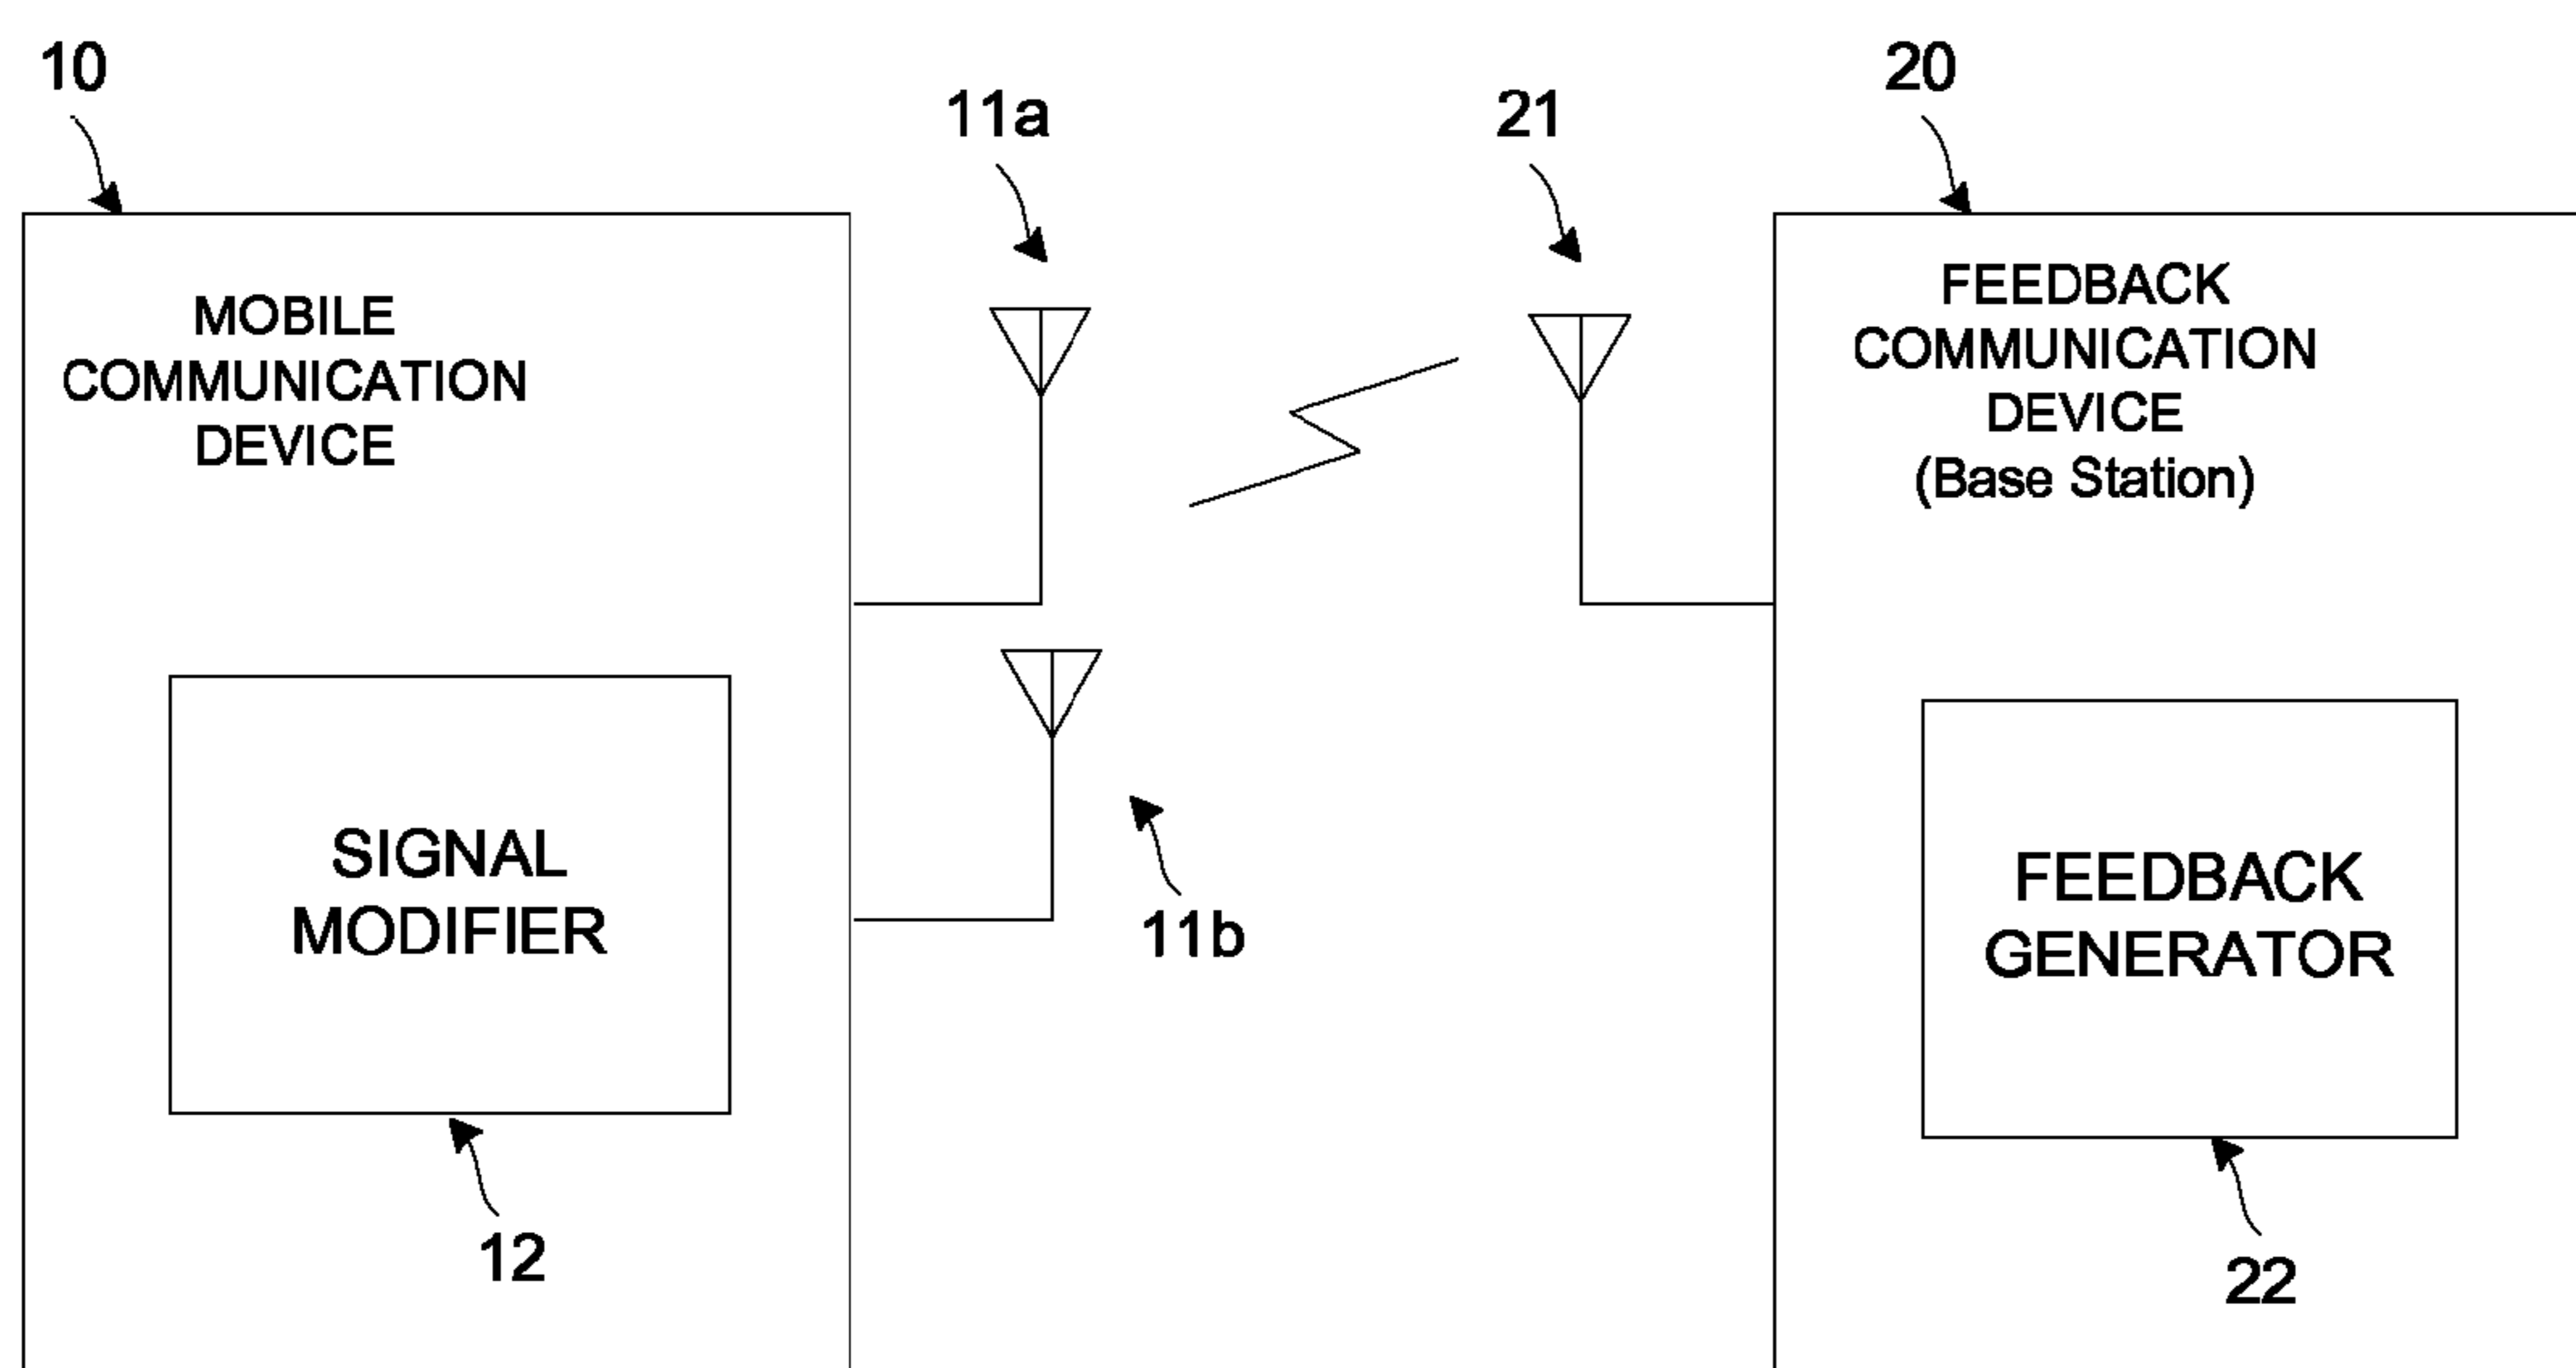 10
11a
21
20
MOBILE
COMMUNICATION
DEVICE
FEEDBACK
COMMUNICATION
DEVICE
(Base Station)
SIGNAL
MODIFIER
11b
FEEDBACK
GENERATOR
12
22